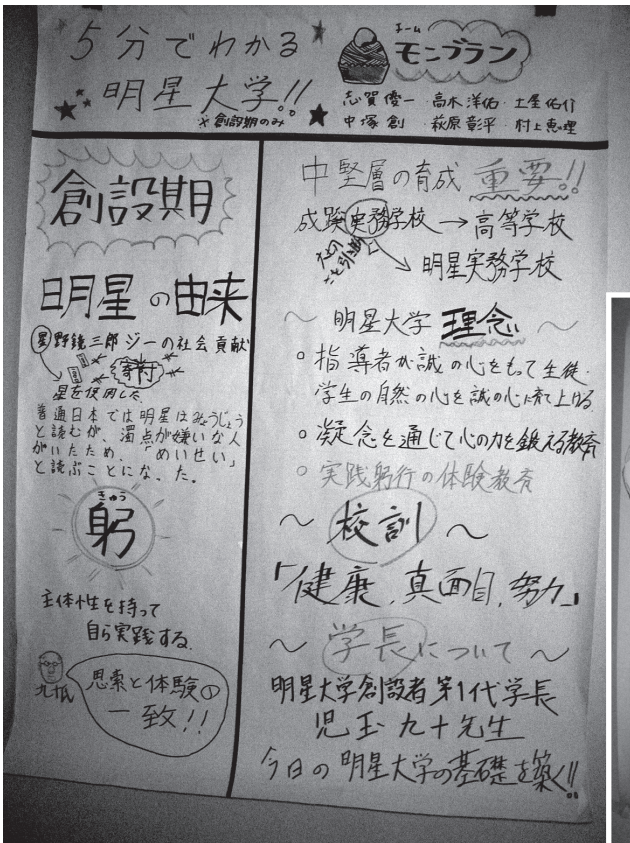 5分でわかる
明星大学!!
※創設期のみ
チーム
モンブラン
志賀優一 高木洋佑 土屋佑介
中塚創 萩原彰平 村上恵理
創設期
明星の由来
星野鏡三郎ジーの社会貢献
寄付
星を使用した
普通日本では明星はみょうじょう
と読むが、濁点が嫌いな人
がいたため、「めいせい」
と読ぶことになった。
きゅう
躬
主体性を持って
自ら実践する。
思索と体験の
一致!!
中堅層の育成 重要!!
成蹊実務学校→高等学校
明星実務学校
～明星大学理念～
○指導者が誠の心をもって生徒・
学生の自然の心を誠の心に育て上げる
○凝念を通じて心の力を鍛える教育
○実践躬行の体験教育
～校訓～
「健康、真面目、努力」
～学長について～
明星大学創設者第1代学長
児玉九十先生
今日の明星大学の基礎を築く!!